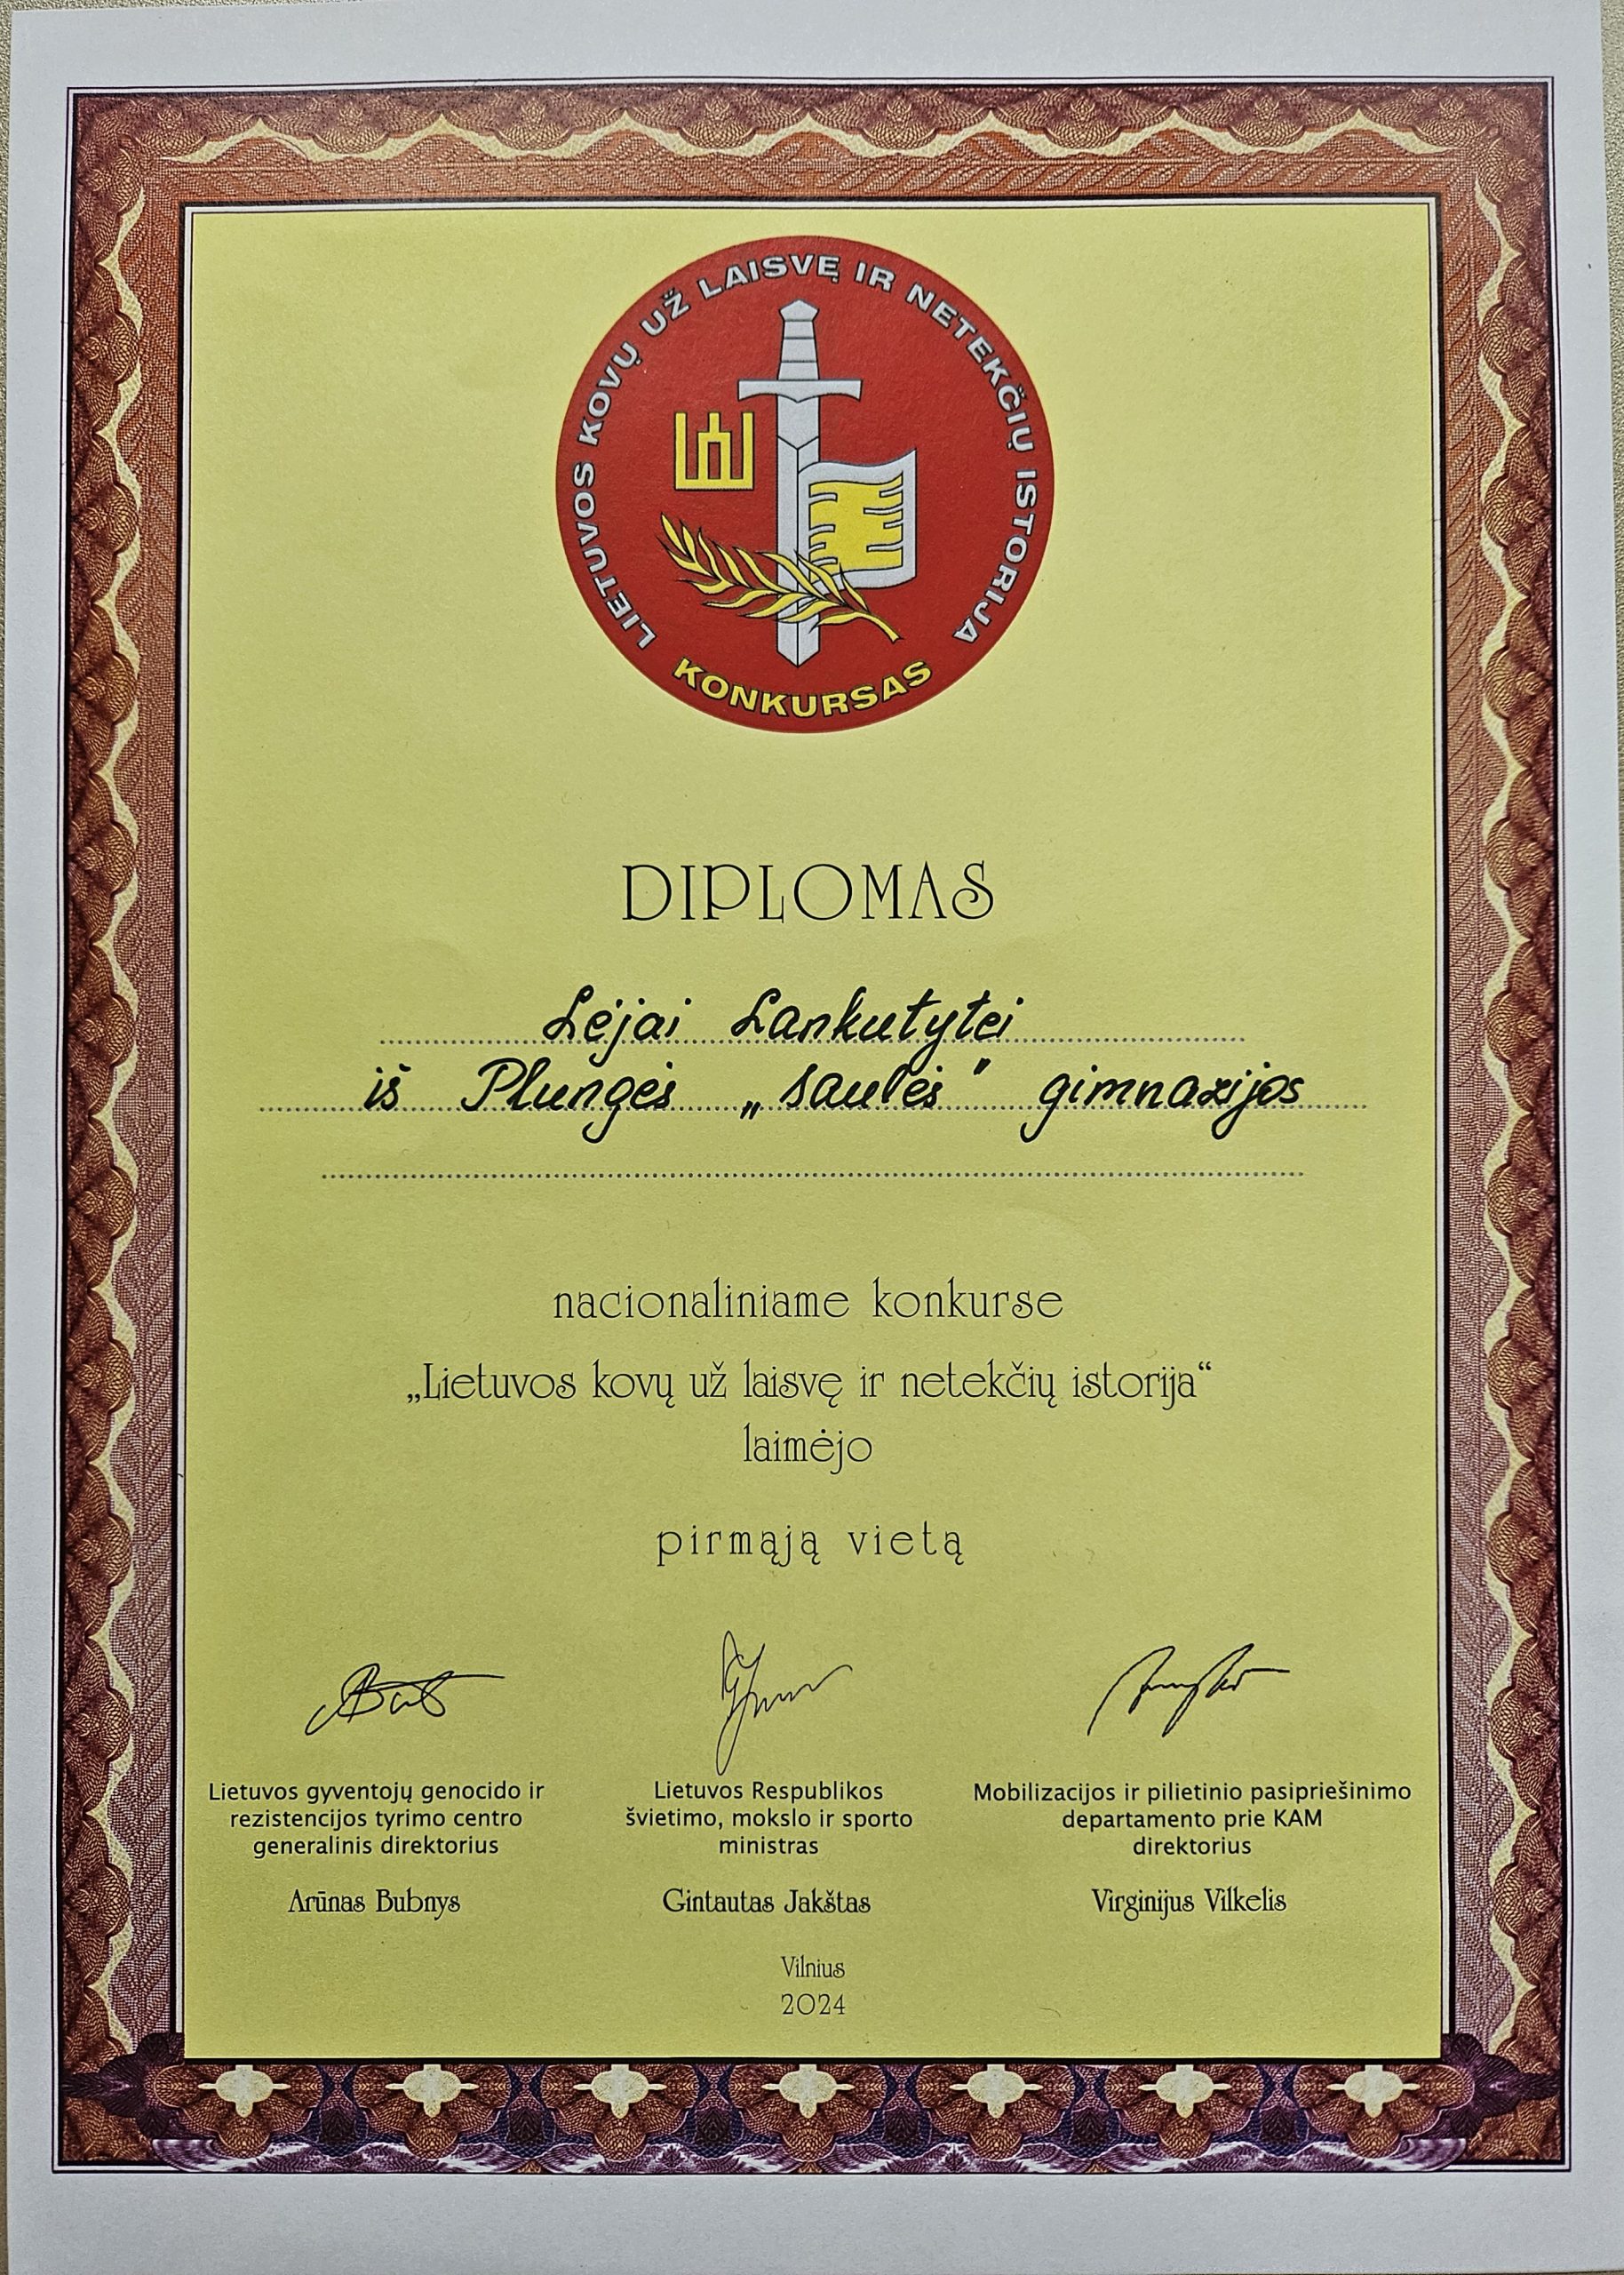 LIETUVOS KOVŲ UŽ LAISVĘ IR NETEKČIŲ ISTORIJA
KONKURSAS
DIPLOMAS
Lėjai Lankutytei
iš Plungės „Saulės" gimnazijos
nacionaliniame konkurse
„Lietuvos kovų už laisvę ir netekčių istorija“
laimėjo
pirmąją vietą
Lietuvos gyventojų genocido ir
rezistencijos tyrimo centro
generalinis direktorius
Arūnas Bubnys
Lietuvos Respublikos
švietimo, mokslo ir sporto
ministras
Gintautas Jakštas
Mobilizacijos ir pilietinio pasipriešinimo
departamento prie KAM
direktorius
Virginijus Vilkelis
Vilnius
2024